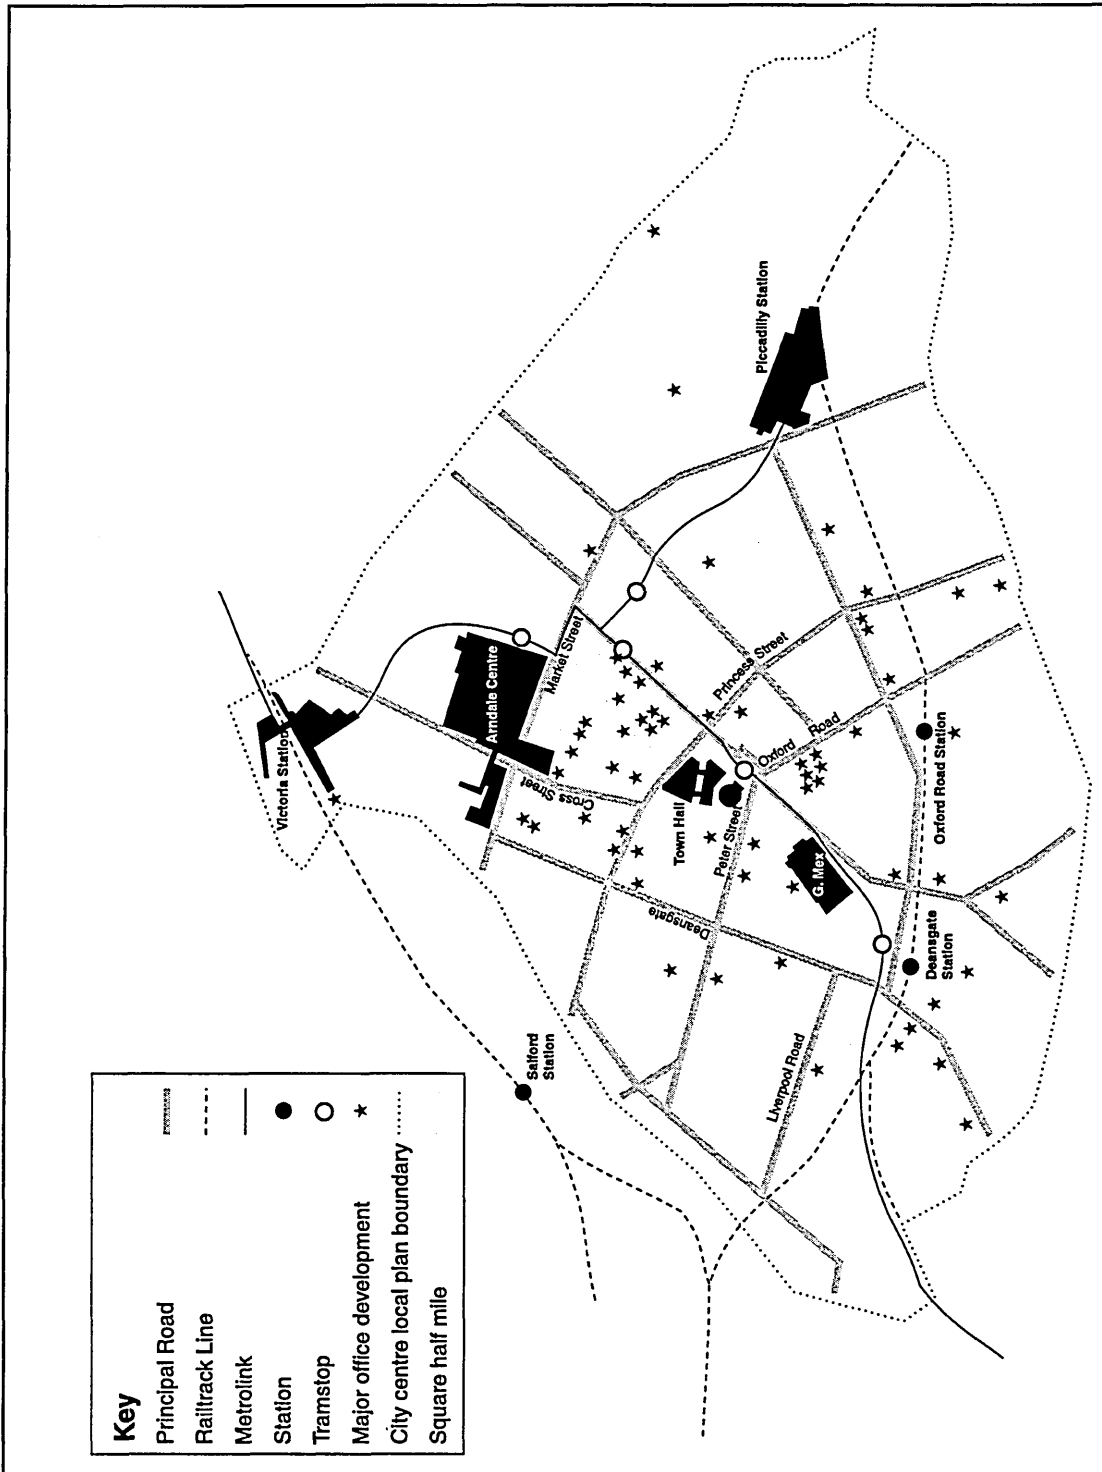 Key
Principal Road
Railtrack Line
Metrolink
Station
Tramstop
Major office development
City centre local plan boundary
Square half mile
Victoria Station
Arndale Centre
Market Street
Cross Street
Piccadilly Station
Princess Street
Oxford Road
Town Hall
Peter Street
G. Mex
Deansgate
Liverpool Road
Salford
Station
Oxford Road Station
Deansgate
Station